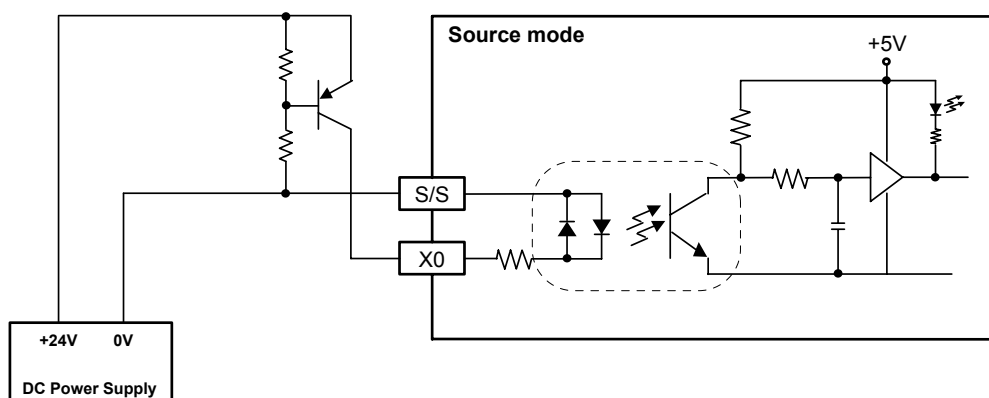 Source mode
+5V
S/S
X0
+24V 0V
DC Power Supply